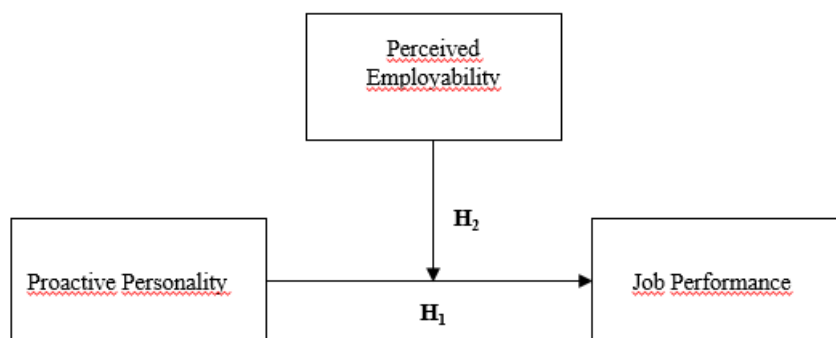 Perceived
Employability
H₂
Proactive Personality
Job Performance
H₁